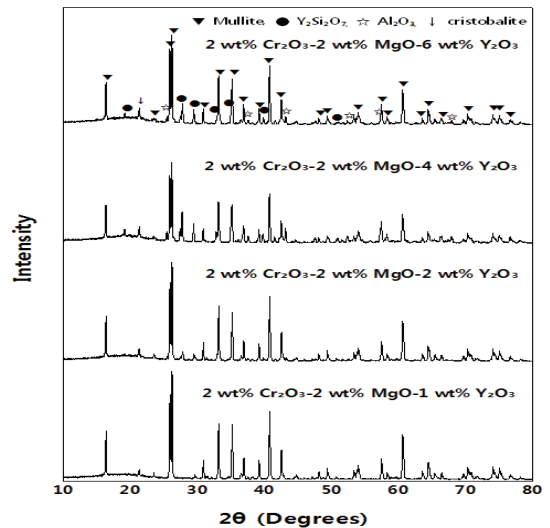 Mullite, Y₂Si₂O₇, Al₂O₃, cristobalite
2 wt% Cr₂O₃-2 wt% MgO-6 wt% Y₂O₃
2 wt% Cr₂O₃-2 wt% MgO-4 wt% Y₂O₃
2 wt% Cr₂O₃-2 wt% MgO-2 wt% Y₂O₃
2 wt% Cr₂O₃-2 wt% MgO-1 wt% Y₂O₃
Intensity
10 20 30 40 50 60 70 80
2Θ (Degrees)